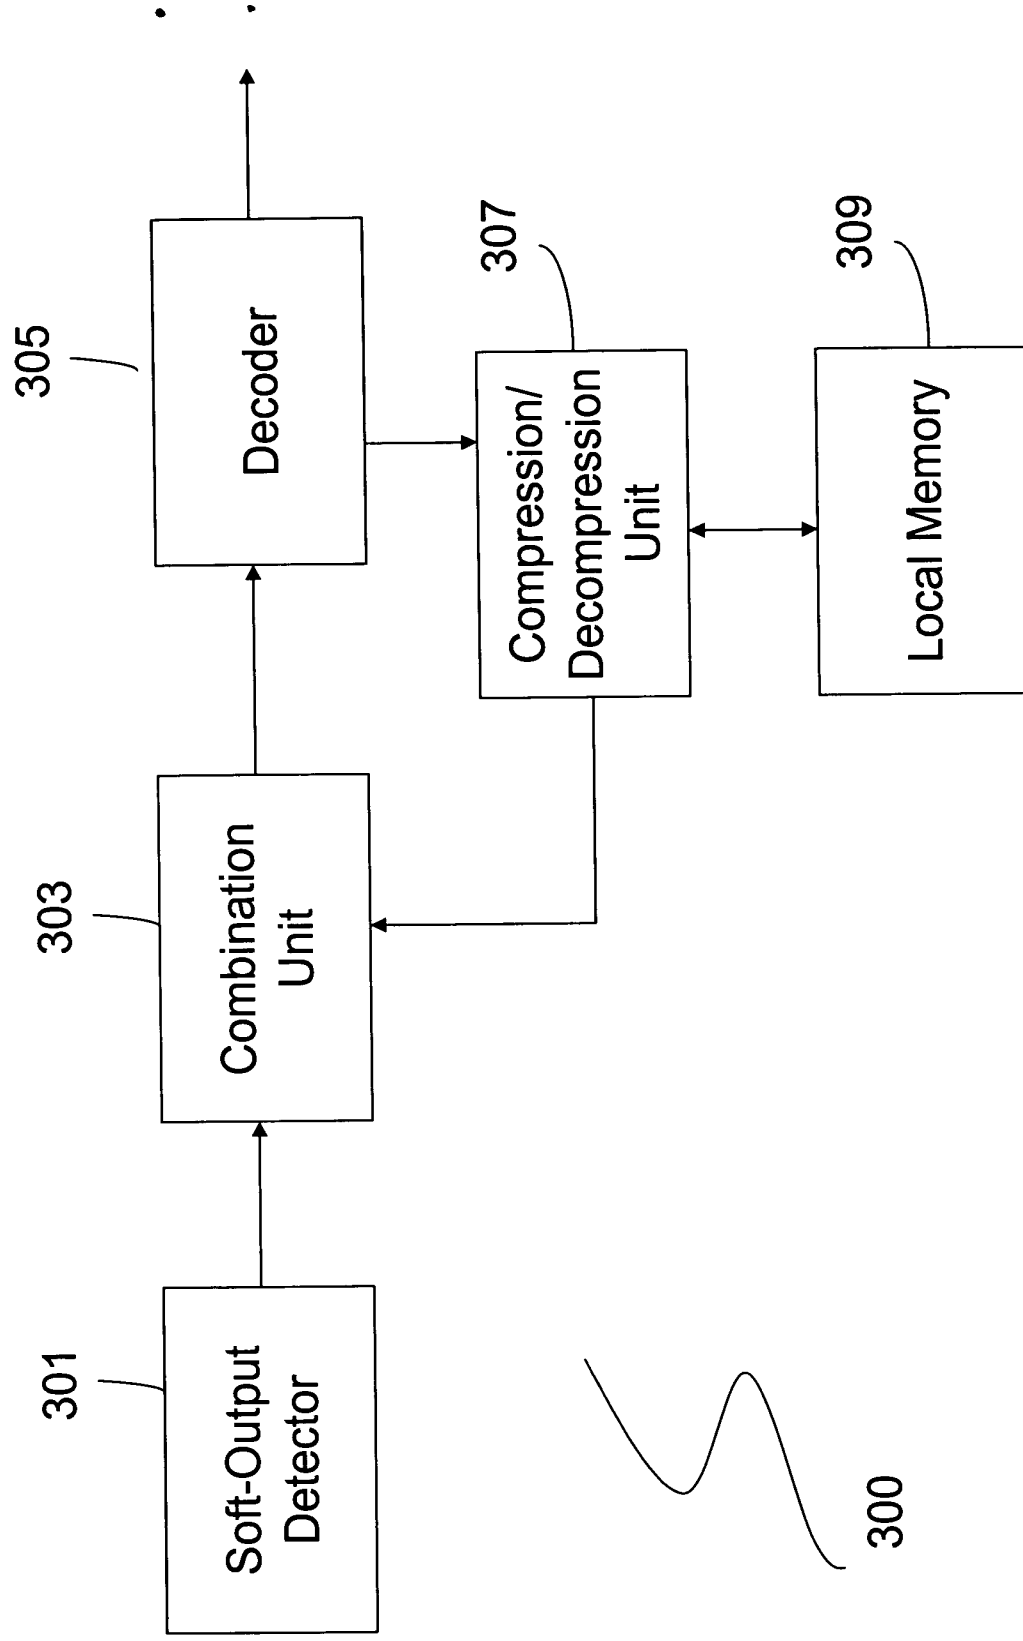 301
Soft-Output
Detector
303
Combination
Unit
305
Decoder
307
Compression/
Decompression
Unit
309
Local Memory
300